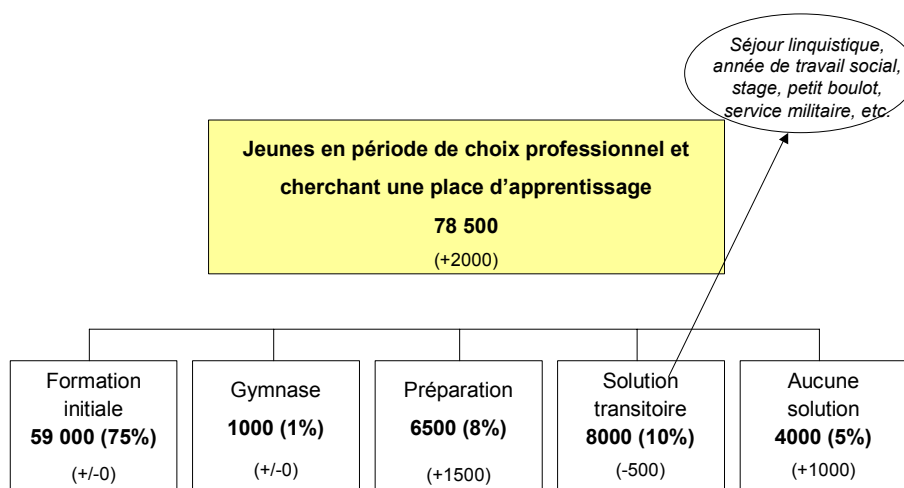 Séjour linquistique,
année de travail social,
stage, petit boulot,
service militaire, etc.
Jeunes en période de choix professionnel et
cherchant une place d'apprentissage
78 500
(+2000)
Formation
initiale
59 000 (75%)
(+/-0)
Gymnase
1000 (1%)
(+/-0)
Préparation
6500 (8%)
(+1500)
Solution
transitoire
8000 (10%)
(-500)
Aucune
solution
4000 (5%)
(+1000)